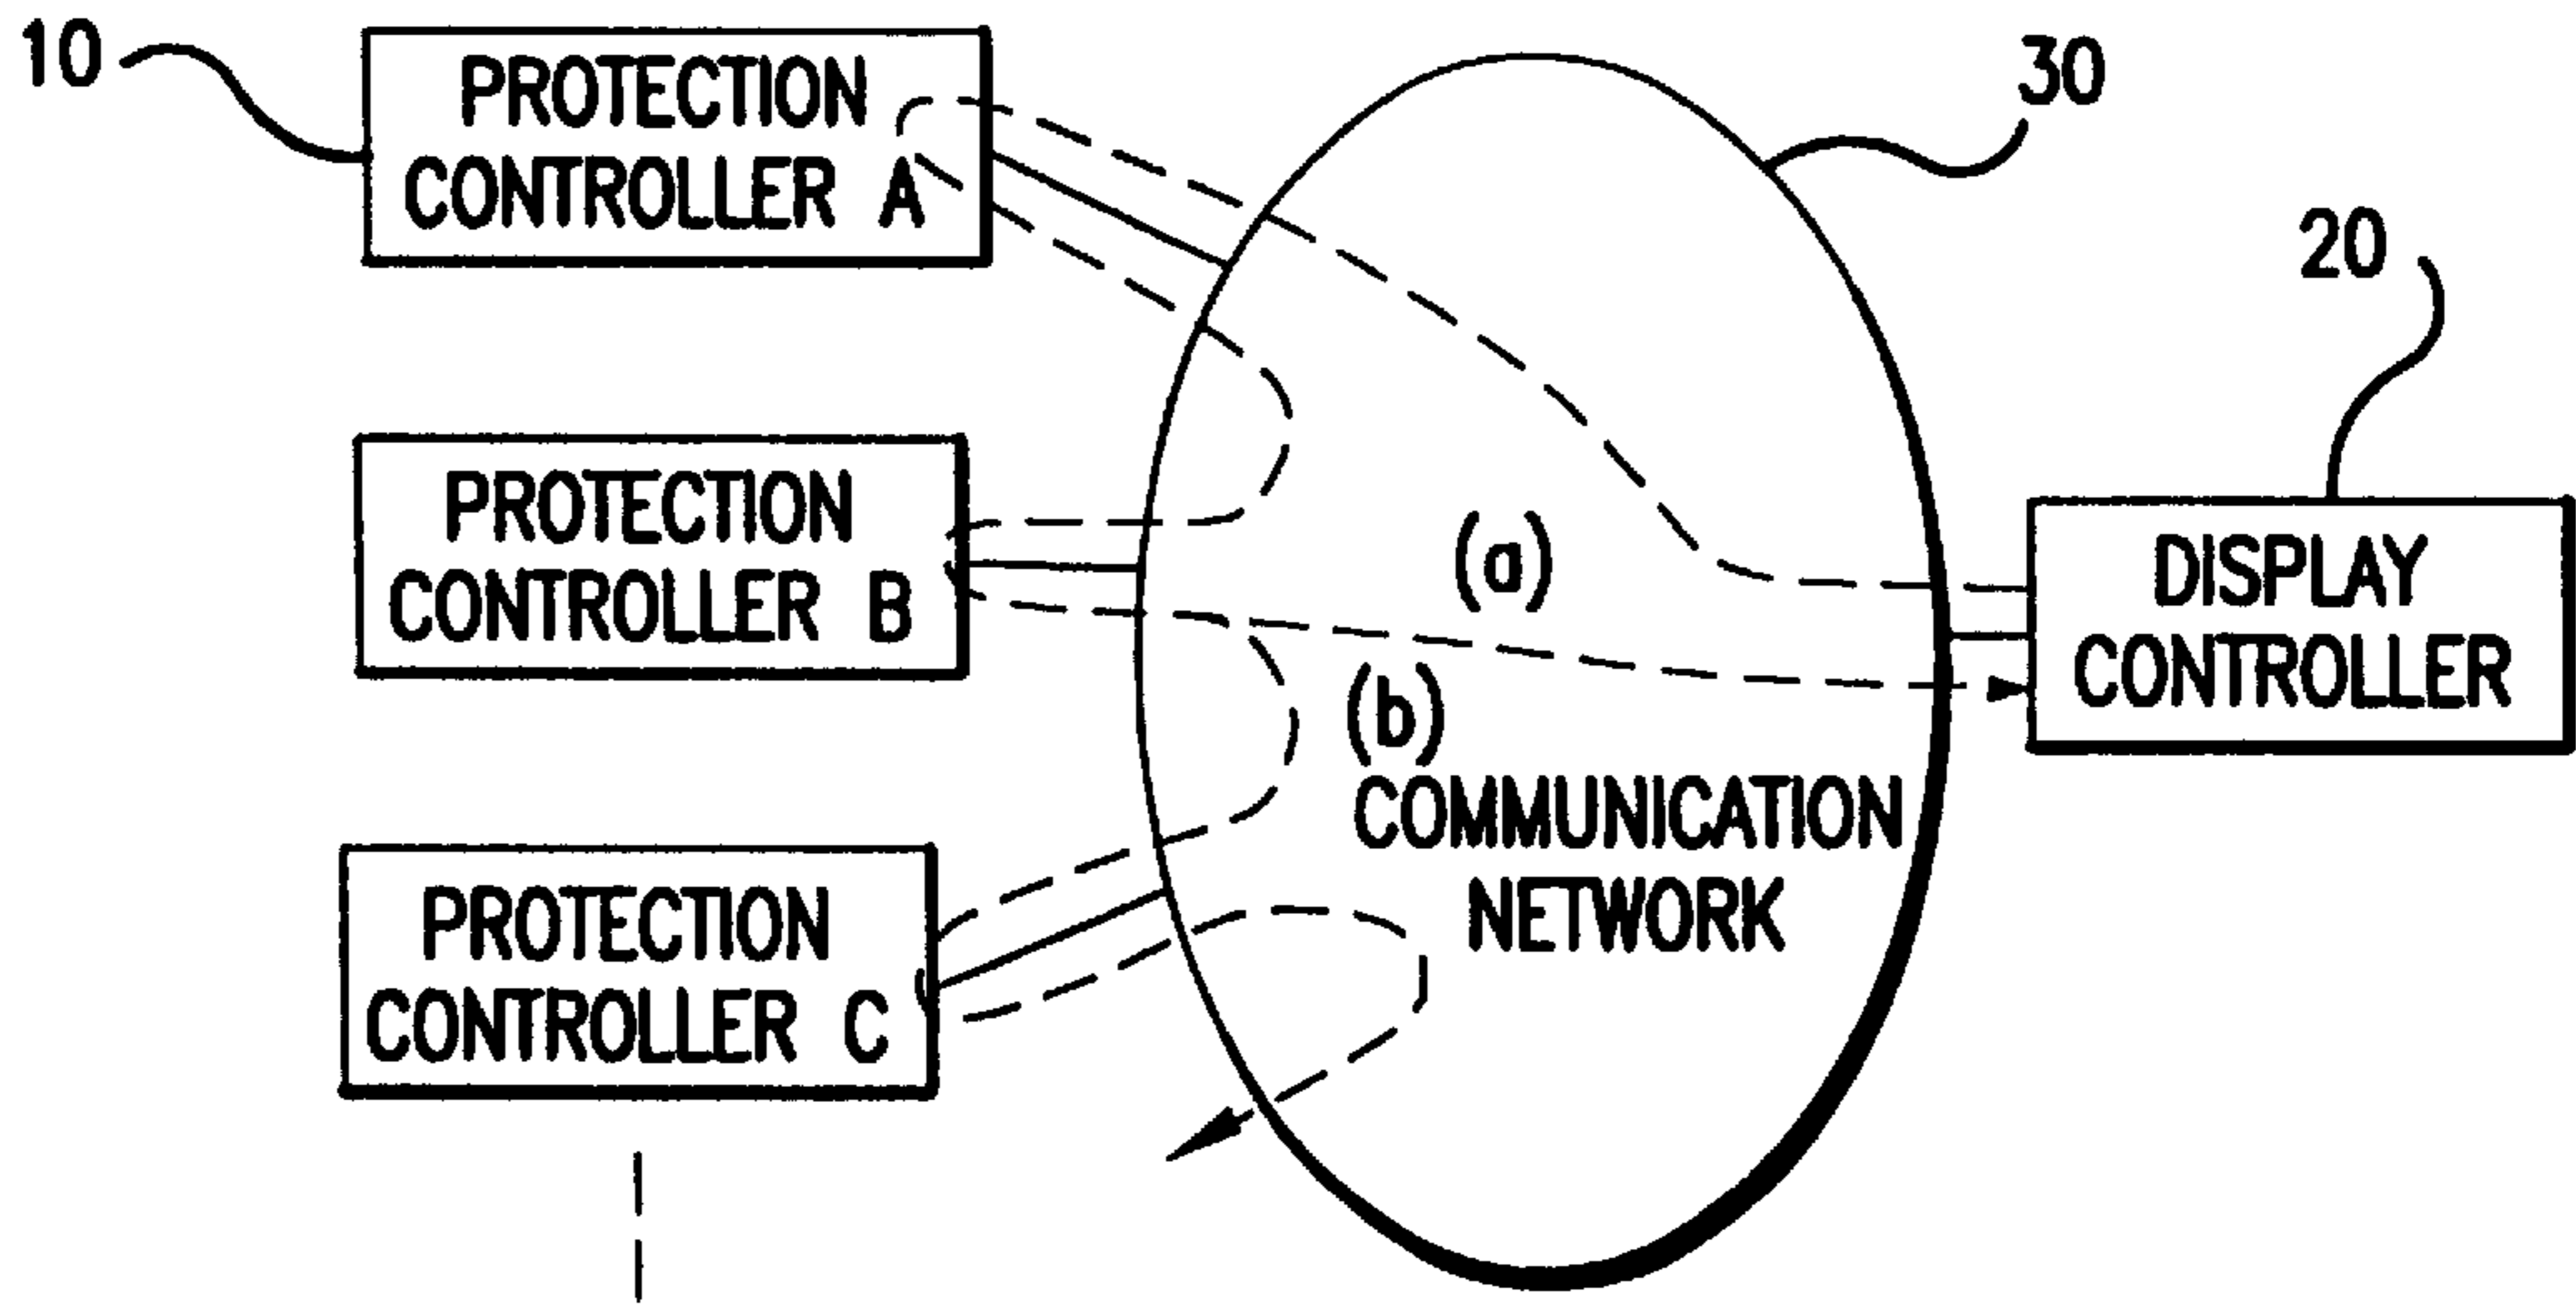 10
PROTECTION
CONTROLLER A
30
20
PROTECTION
CONTROLLER B
(a)
DISPLAY
CONTROLLER
(b)
COMMUNICATION
NETWORK
PROTECTION
CONTROLLER C